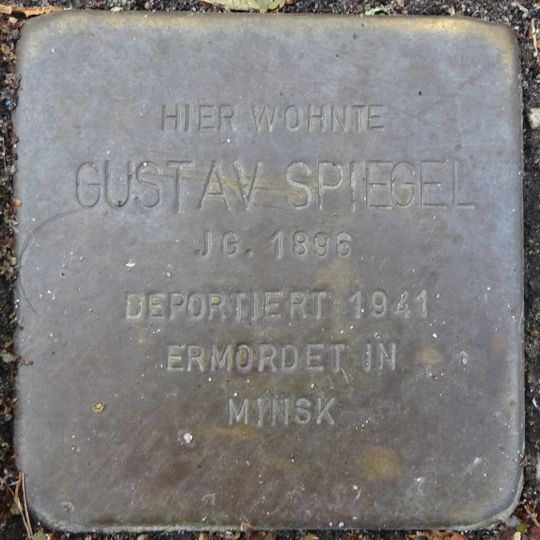 HIER WOHNTE
GUSTAV SPIEGEL
JG. 1896
DEPORTIERT 1941
ERMORDET IN
MINSK